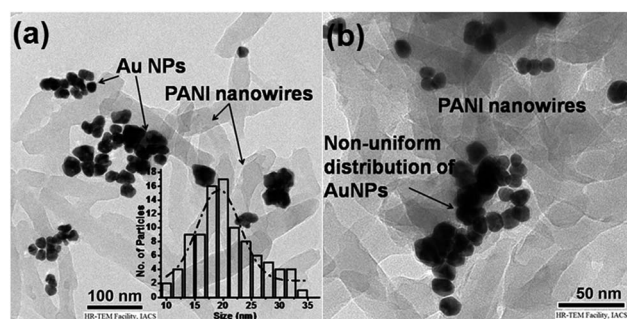 (a)
Au NPs
PANI nanowires
No. of Particles
18
16
14
12
10
8
6
4
2
0
10 15 20 25 30 35
Size (nm)
100 nm
HR-TEM Facility, IACS
(b)
PANI nanowires
Non-uniform
distribution of
AuNPs
50 nm
HR-TEM Facility, IACS